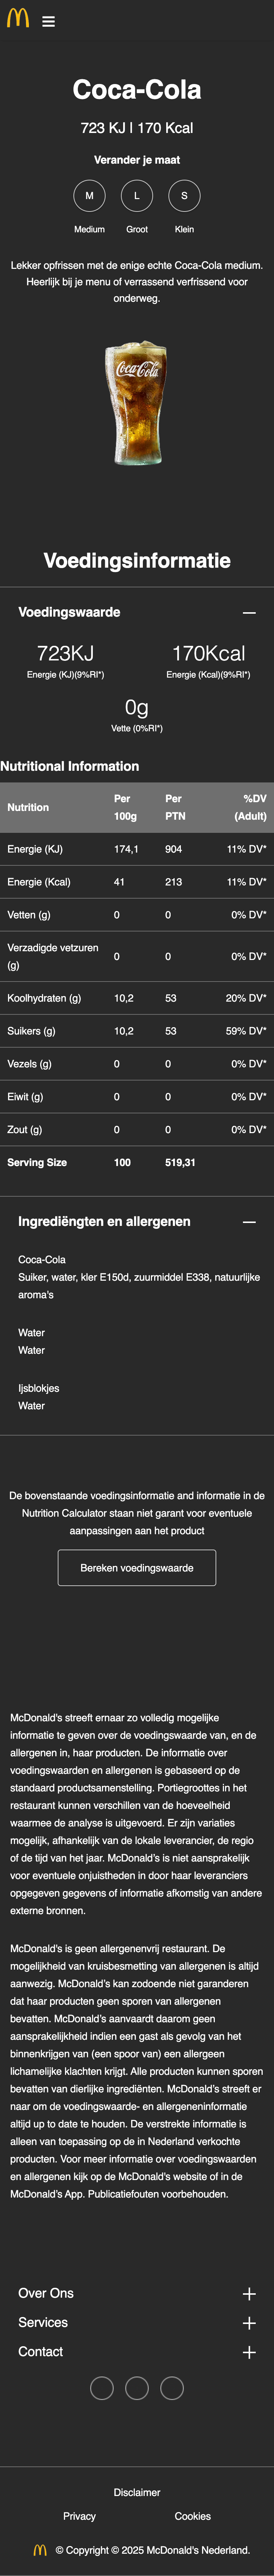 Coca-Cola
723 KJ | 170 Kcal
Verander je maat
M
L
S
Medium
Groot
Klein
Lekker opfrissen met de enige echte Coca-Cola medium.
Heerlijk bij je menu of verrassend verfrissend voor
onderweg.
Coca-Cola
Voedingsinformatie
Voedingswaarde
723KJ
Energie (KJ)(9%RI*)
170Kcal
Energie (Kcal)(9%RI*)
0g
Vette (0%RI*)
Nutritional Information
Nutrition Per 100g Per PTN %DV (Adult)
Energie (KJ) 174,1 904 11% DV*
Energie (Kcal) 41 213 11% DV*
Vetten (g) 0 0 0% DV*
Verzadigde vetzuren (g) 0 0 0% DV*
Koolhydraten (g) 10,2 53 20% DV*
Suikers (g) 10,2 53 59% DV*
Vezels (g) 0 0 0% DV*
Eiwit (g) 0 0 0% DV*
Zout (g) 0 0 0% DV*
Serving Size 100 519,31
Ingrediëngten en allergenen
Coca-Cola
Suiker, water, kler E150d, zuurmiddel E338, natuurlijke
aroma's
Water
Water
Ijsblokjes
Water
De bovenstaande voedingsinformatie and informatie in de
Nutrition Calculator staan niet garant voor eventuele
aanpassingen aan het product
Bereken voedingswaarde
McDonald's streeft ernaar zo volledig mogelijke
informatie te geven over de voedingswaarde van, en de
allergenen in, haar producten. De informatie over
voedingswaarden en allergenen is gebaseerd op de
standaard productsamenstelling. Portiegroottes in het
restaurant kunnen verschillen van de hoeveelheid
waarmee de analyse is uitgevoerd. Er zijn variaties
mogelijk, afhankelijk van de lokale leverancier, de regio
of de tijd van het jaar. McDonald's is niet aansprakelijk
voor eventuele onjuistheden in door haar leveranciers
opgegeven gegevens of informatie afkomstig van andere
externe bronnen.
McDonald's is geen allergenenvrij restaurant. De
mogelijkheid van kruisbesmetting van allergenen is altijd
aanwezig. McDonald's kan zodoende niet garanderen
dat haar producten geen sporen van allergenen
bevatten. McDonald's aanvaardt daarom geen
aansprakelijkheid indien een gast als gevolg van het
binnenkrijgen van (een spoor van) een allergeen
lichamelijke klachten krijgt. Alle producten kunnen sporen
bevatten van dierlijke ingrediënten. McDonald's streeft er
naar om de voedingswaarde- en allergeneninformatie
altijd up to date te houden. De verstrekte informatie is
alleen van toepassing op de in Nederland verkochte
producten. Voor meer informatie over voedingswaarden
en allergenen kijk op de McDonald's website of in de
McDonald's App. Publicatiefouten voorbehouden.
Over Ons
Services
Contact
Disclaimer
Privacy
Cookies
© Copyright © 2025 McDonald's Nederland.